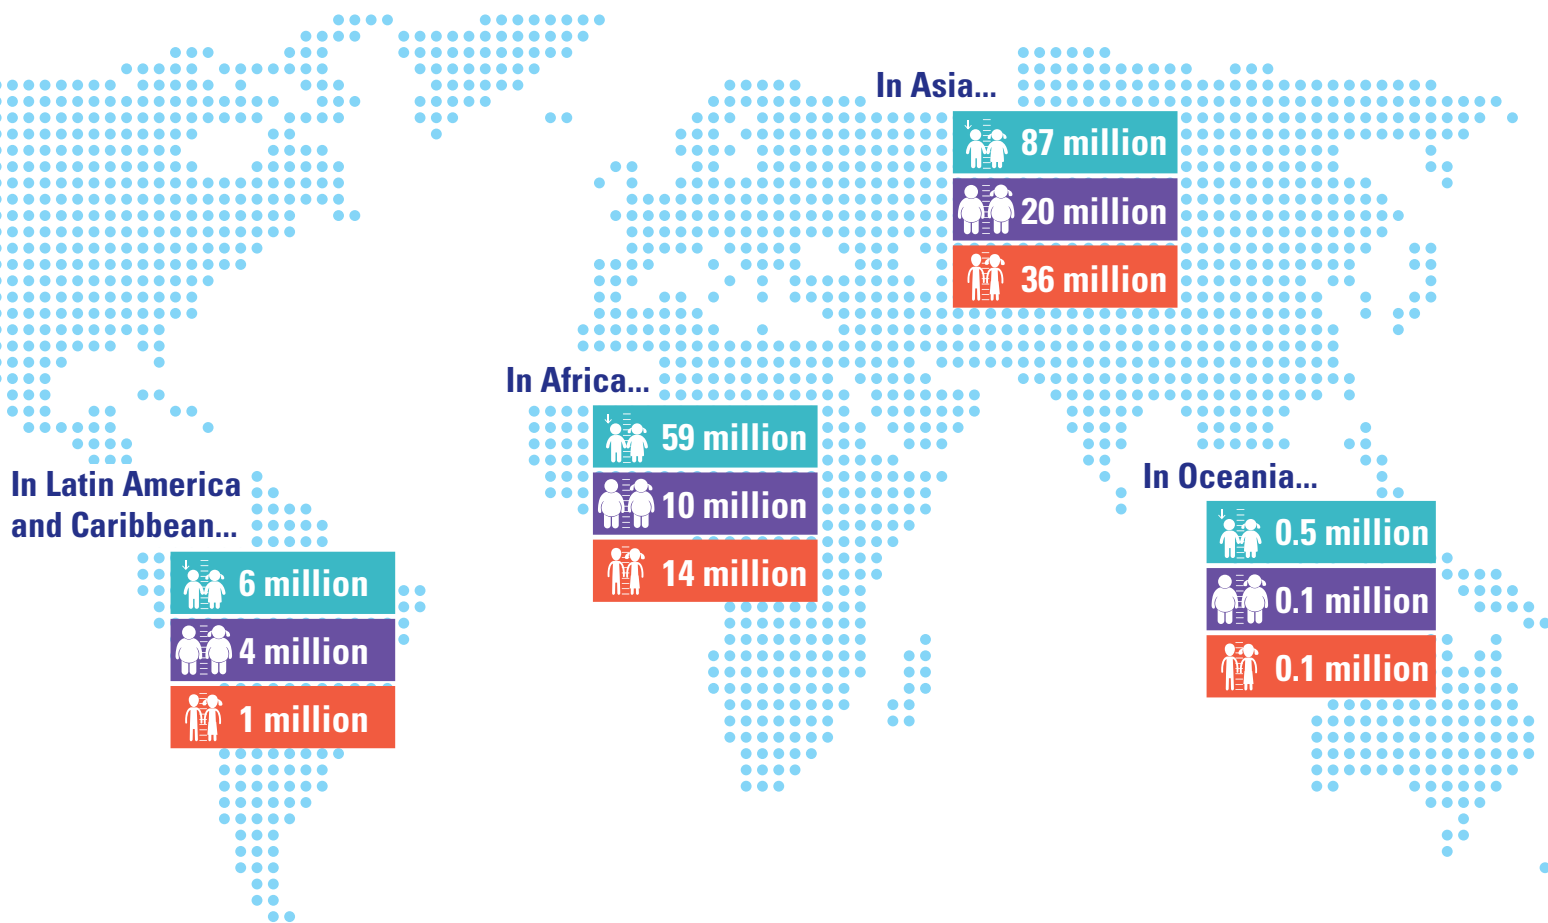 In Asia...
87 million
20 million
36 million
In Africa...
59 million
10 million
14 million
In Latin America
and Caribbean...
6 million
4 million
1 million
In Oceania...
0.5 million
0.1 million
0.1 million